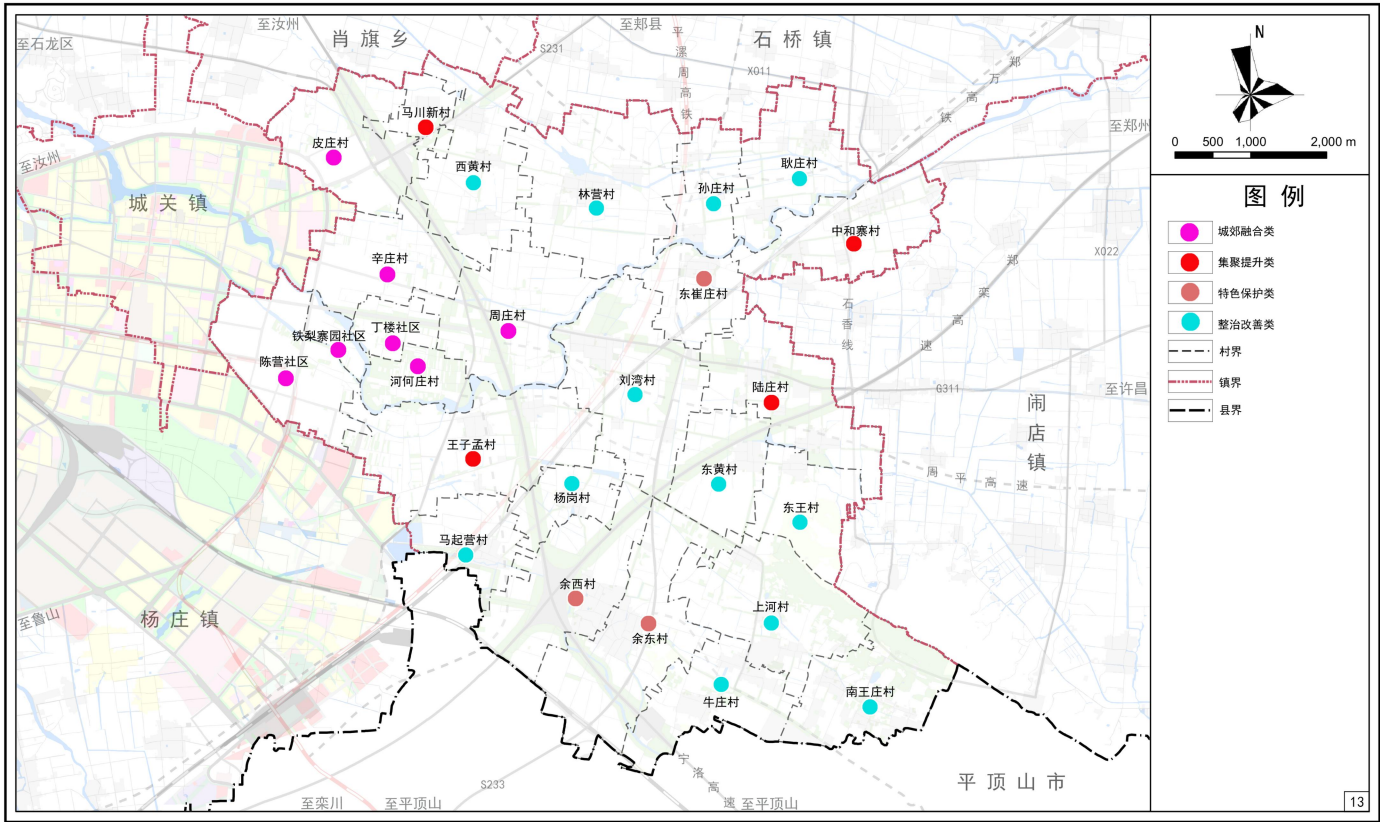 至汝州
至郏县
肖旗乡
石桥镇
至石龙区
S231
平漯周高铁
X011
郑万高铁
马川新村
至郑州
皮庄村
至汝州
西黄村
耿庄村
林营村
孙庄村
城关镇
中和寨村
X022
辛庄村
东崔庄村
郑栾高速
石香线
周庄村
铁梨寨园社区
丁楼社区
陈营社区
河何庄村
刘湾村
陆庄村
G311
至许昌
闹店镇
王子孟村
东黄村
周平高速
杨岗村
东王村
马起营村
余西村
上河村
至鲁山
杨庄镇
余东村
牛庄村
南王庄村
宁洛高速
平顶山市
S233
至栾川
至平顶山
至平顶山
N
0 500 1,000 2,000 m
图例
城郊融合类
集聚提升类
特色保护类
整治改善类
村界
镇界
县界
13